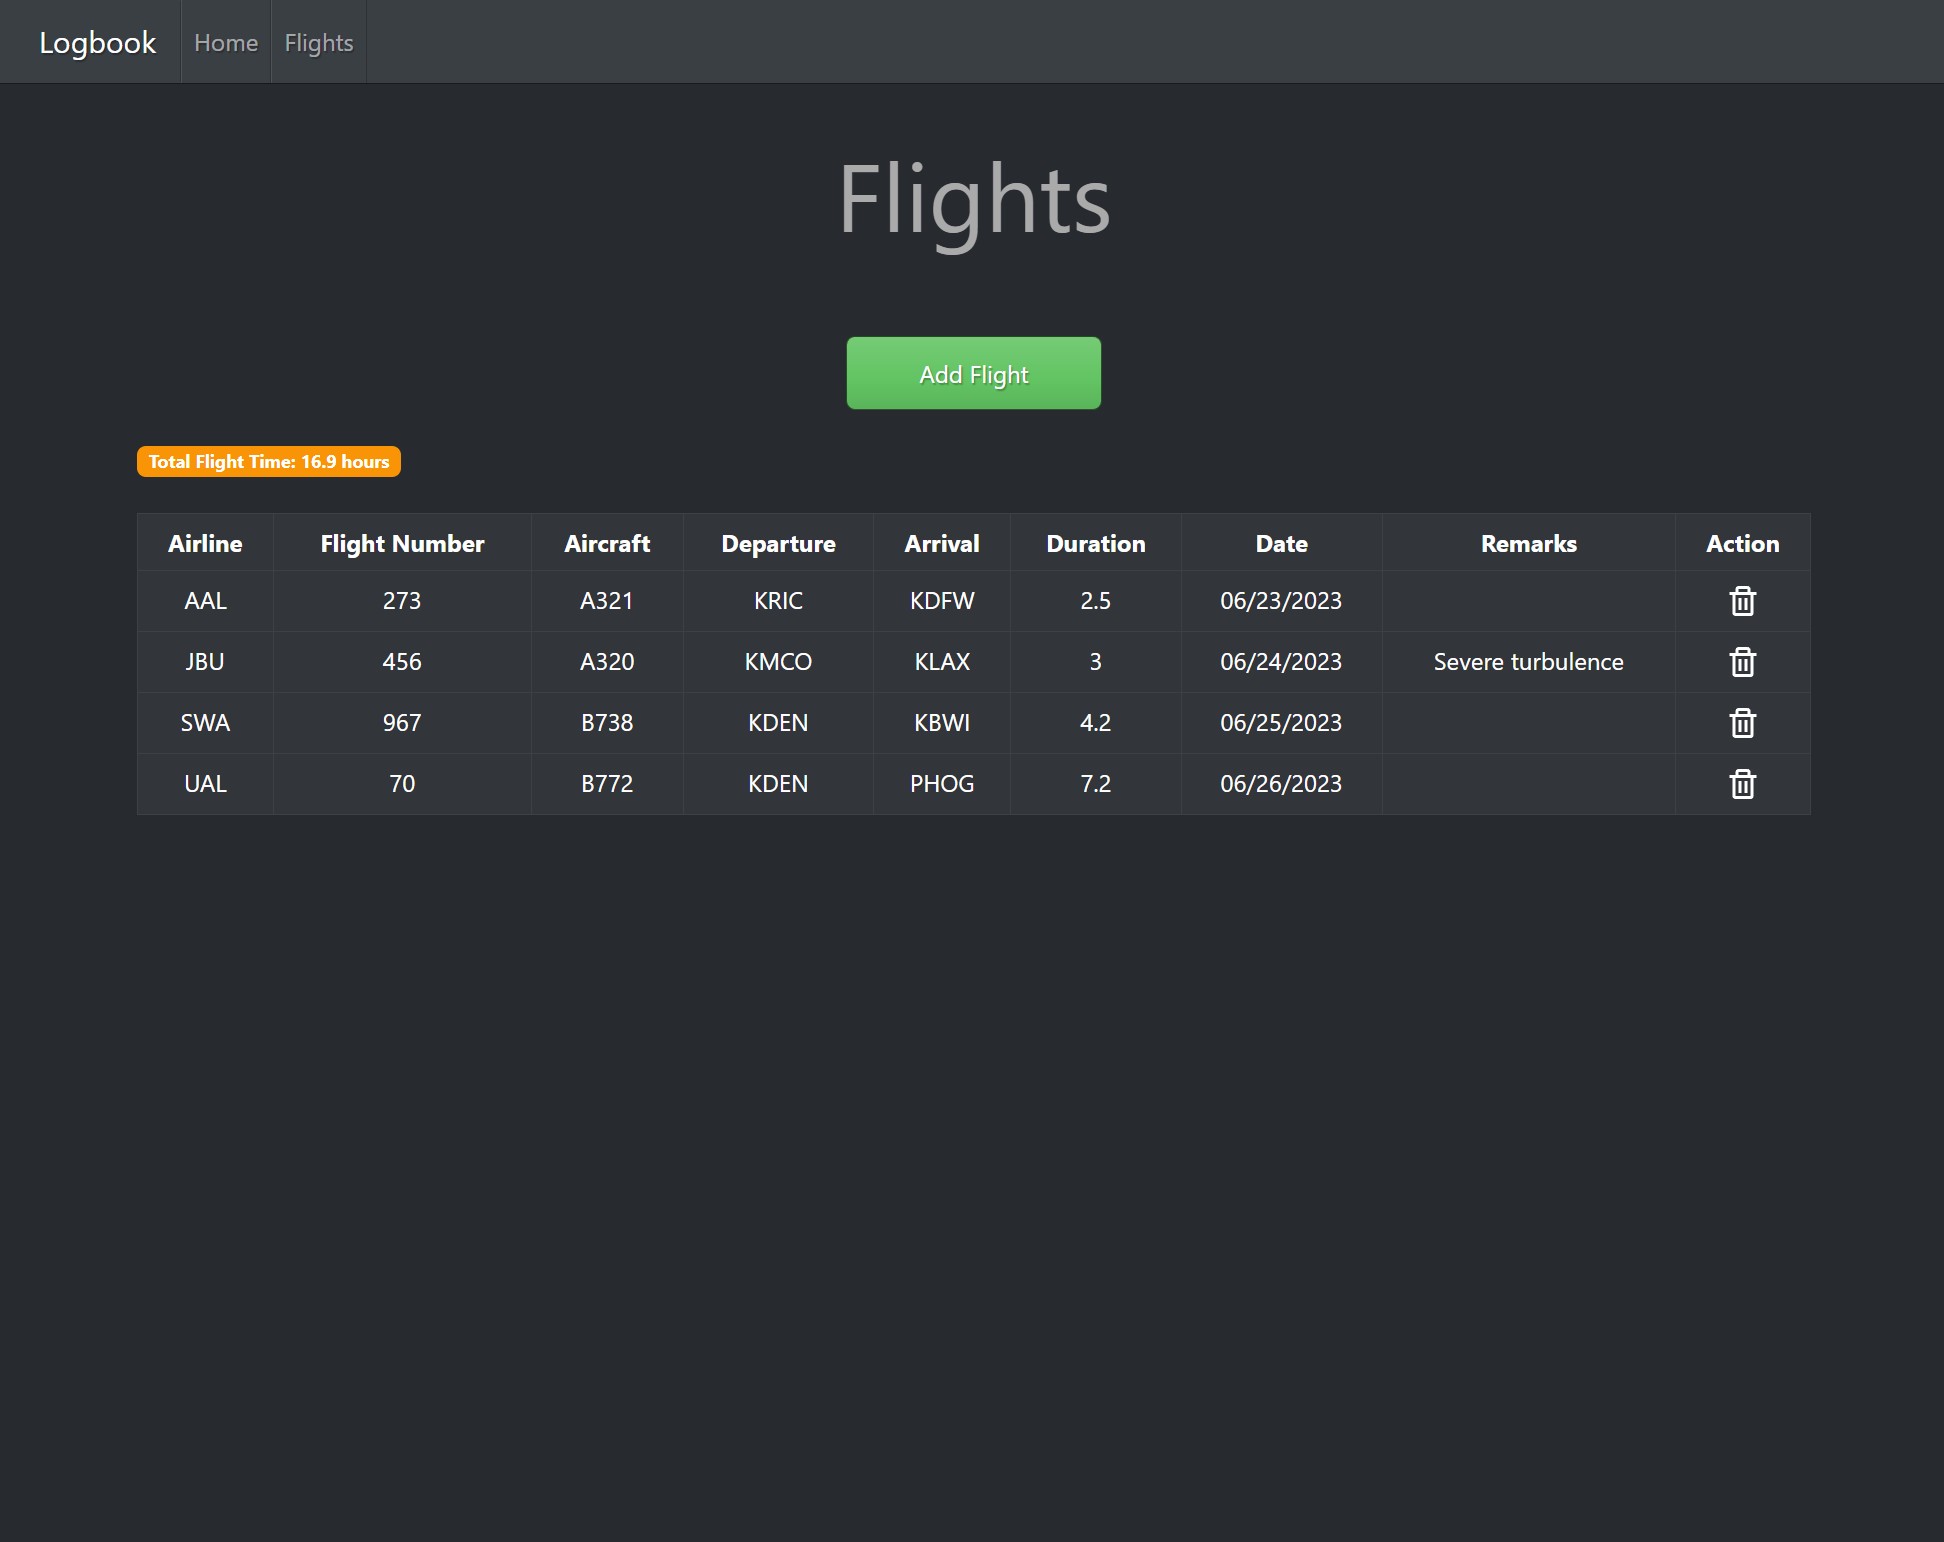 Logbook Home Flights
Flights
Add Flight
Total Flight Time: 16.9 hours
Airline Flight Number Aircraft Departure Arrival Duration Date Remarks Action
AAL 273 A321 KRIC KDFW 2.5 06/23/2023
JBU 456 A320 KMCO KLAX 3 06/24/2023 Severe turbulence
SWA 967 B738 KDEN KBWI 4.2 06/25/2023
UAL 70 B772 KDEN PHOG 7.2 06/26/2023